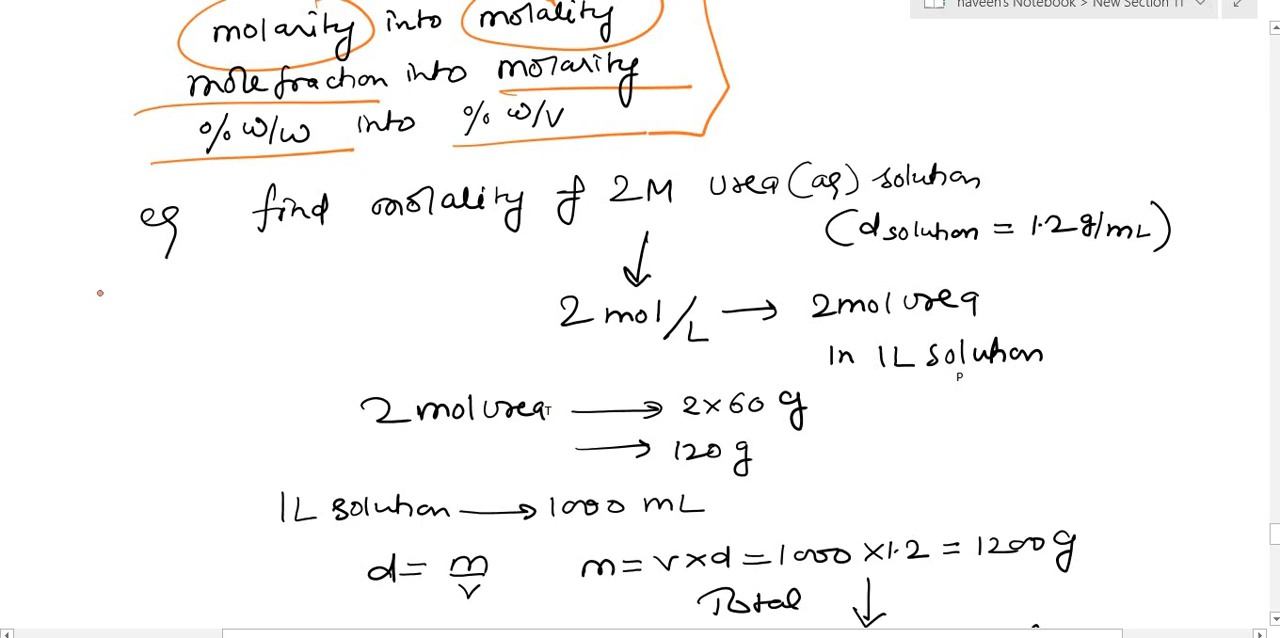 naveen's Notebook > New Section 11
molarity into molality
mole fraction into molarity
% w/w into % w/v
eg find molality of 2M urea (aq) solution
(dsolution = 1.2 g/mL)
2 mol/L → 2 mol urea
In 1L solution
P
2 mol urea → 2×60 g
T
→ 120 g
1L solution → 1000 mL
d = m/v m = v×d = 1000 × 1.2 = 1200 g
Total